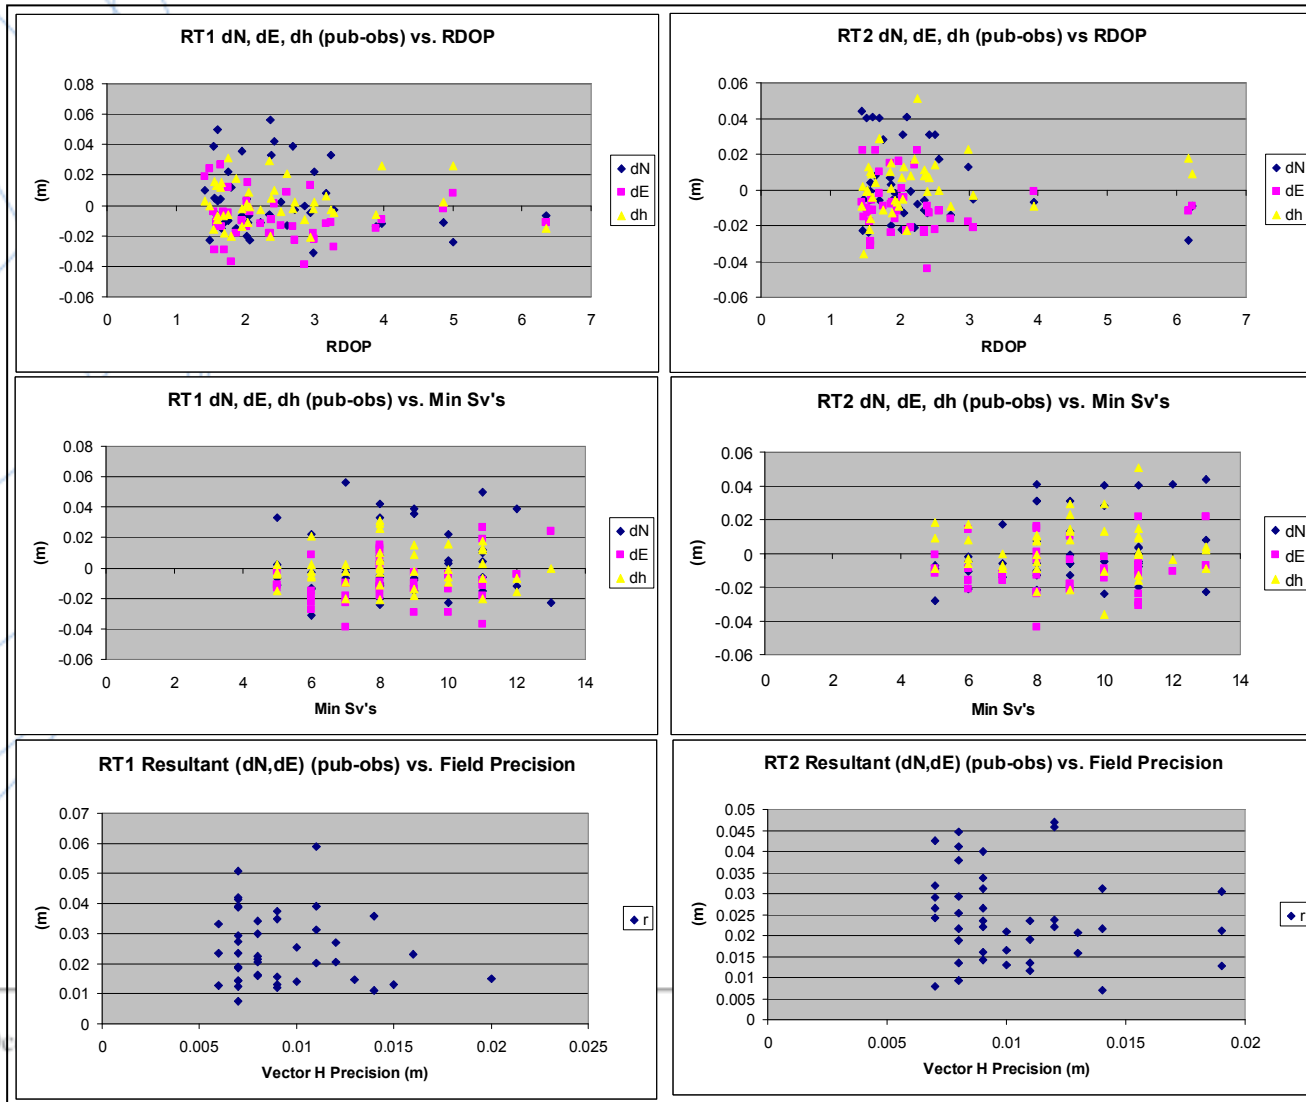 RT1 dN, dE, dh (pub-obs) vs. RDOP
0.08
0.06
0.04
0.02
0
-0.02
-0.04
-0.06
(m)
0 1 2 3 4 5 6 7
RDOP
dN
dE
dh
RT2 dN, dE, dh (pub-obs) vs RDOP
0.06
0.04
0.02
0
-0.02
-0.04
-0.06
(m)
0 1 2 3 4 5 6 7
RDOP
dN
dE
dh
RT1 dN, dE, dh (pub-obs) vs. Min Sv's
0.08
0.06
0.04
0.02
0
-0.02
-0.04
-0.06
(m)
0 2 4 6 8 10 12 14
Min Sv's
dN
dE
dh
RT2 dN, dE, dh (pub-obs) vs. Min Sv's
0.06
0.04
0.02
0
-0.02
-0.04
-0.06
(m)
0 2 4 6 8 10 12 14
Min Sv's
dN
dE
dh
RT1 Resultant (dN,dE) (pub-obs) vs. Field Precision
0.07
0.06
0.05
0.04
0.03
0.02
0.01
0
(m)
0 0.005 0.01 0.015 0.02 0.025
Vector H Precision (m)
r
RT2 Resultant (dN,dE) (pub-obs) vs. Field Precision
0.05
0.045
0.04
0.035
0.03
0.025
0.02
0.015
0.01
0.005
0
(m)
0 0.005 0.01 0.015 0.02
Vector H Precision (m)
r